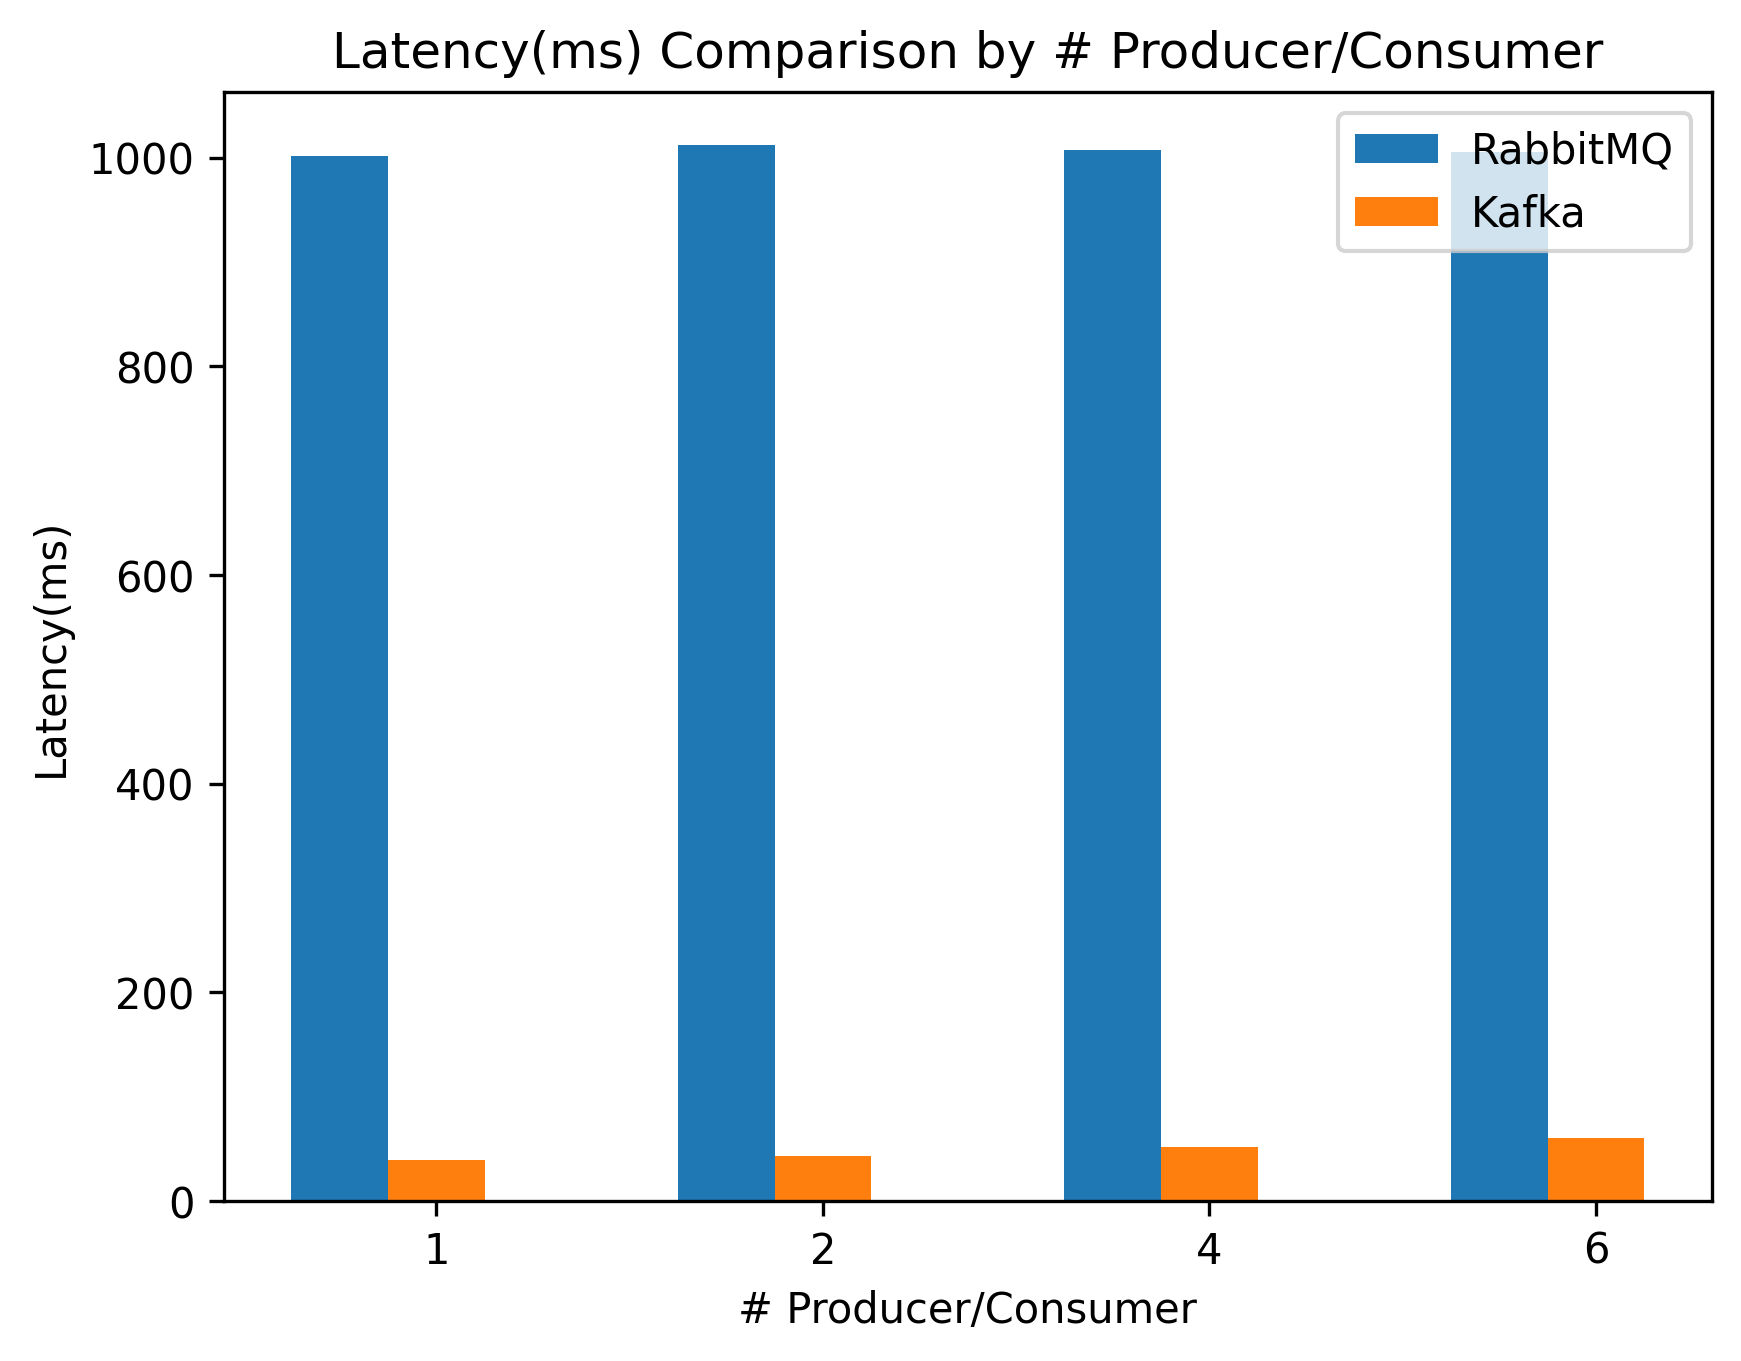 Latency(ms) Comparison by # Producer/Consumer
RabbitMQ
Kafka
1000
800
600
400
200
0
Latency(ms)
1 2 4 6
# Producer/Consumer